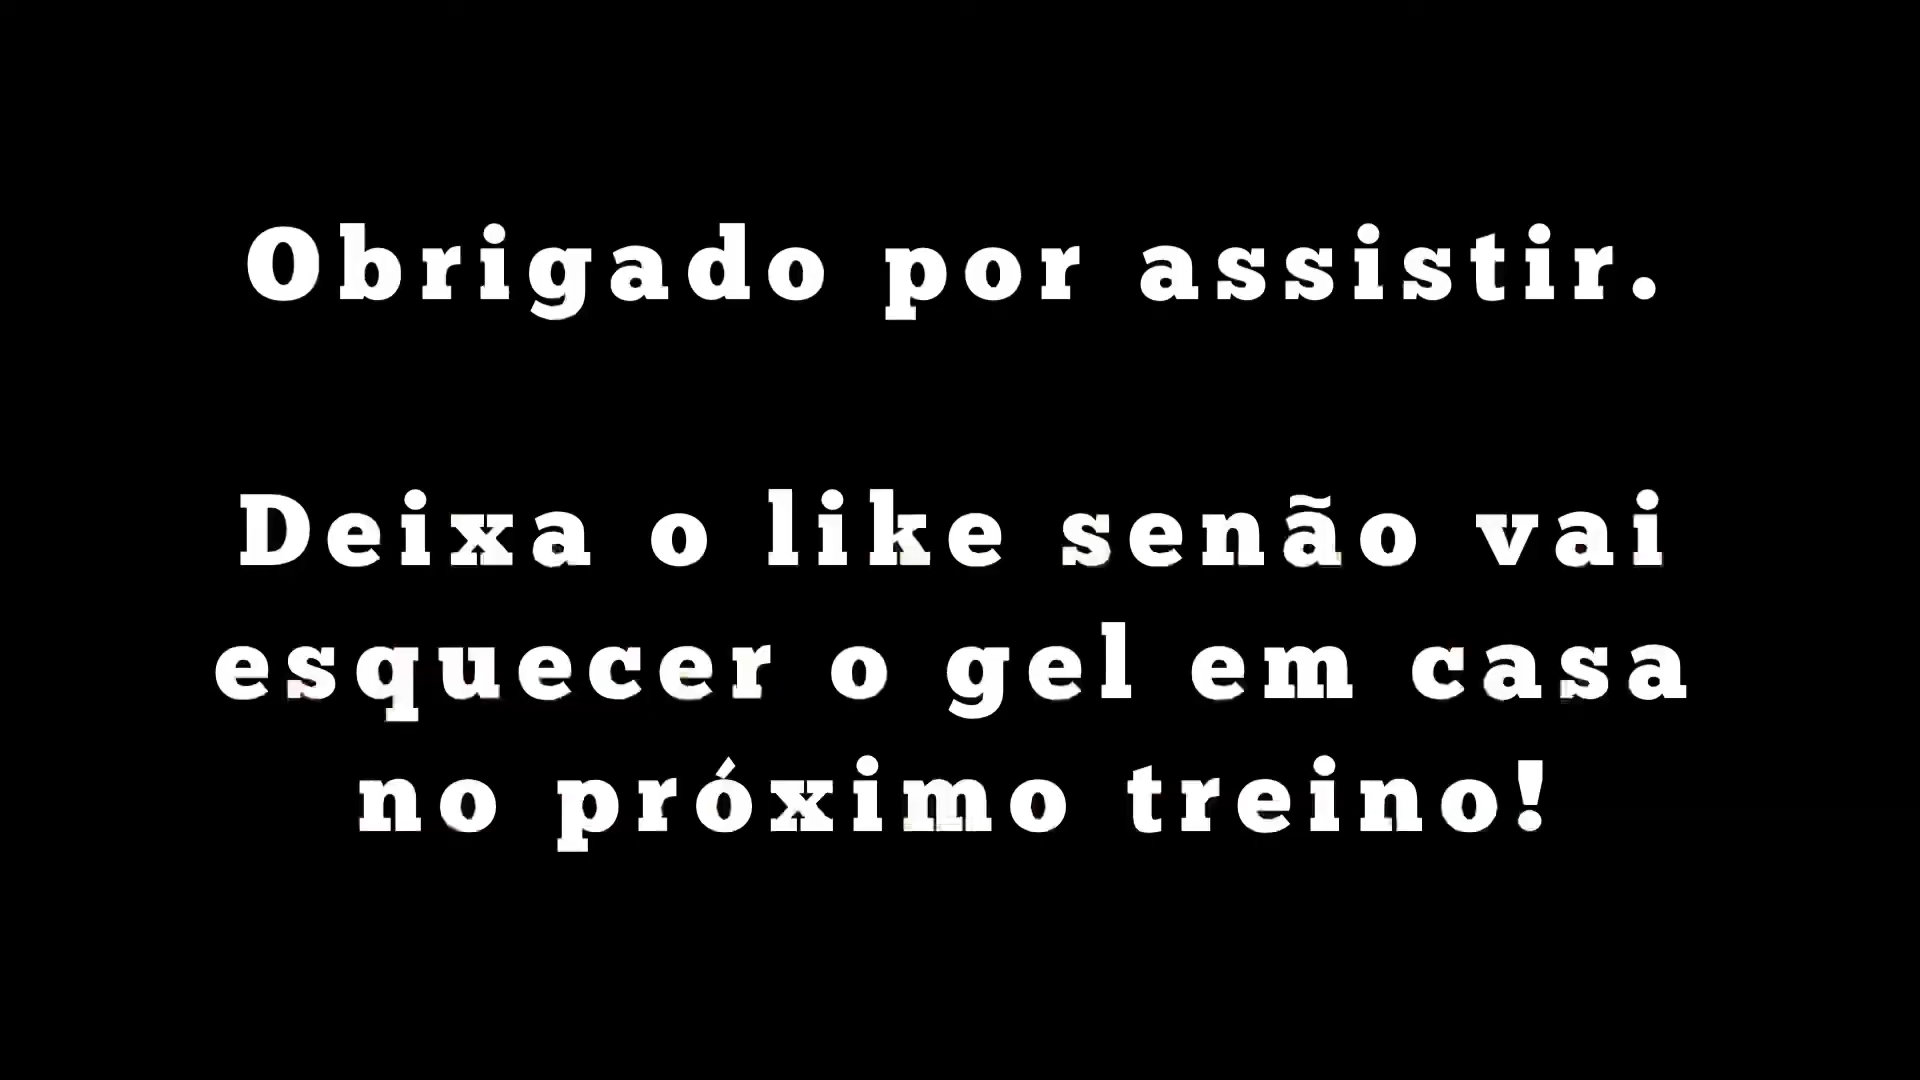 Obrigado por assistir.
Deixa o like senão vai
esquecer o gel em casa
no próximo treino!